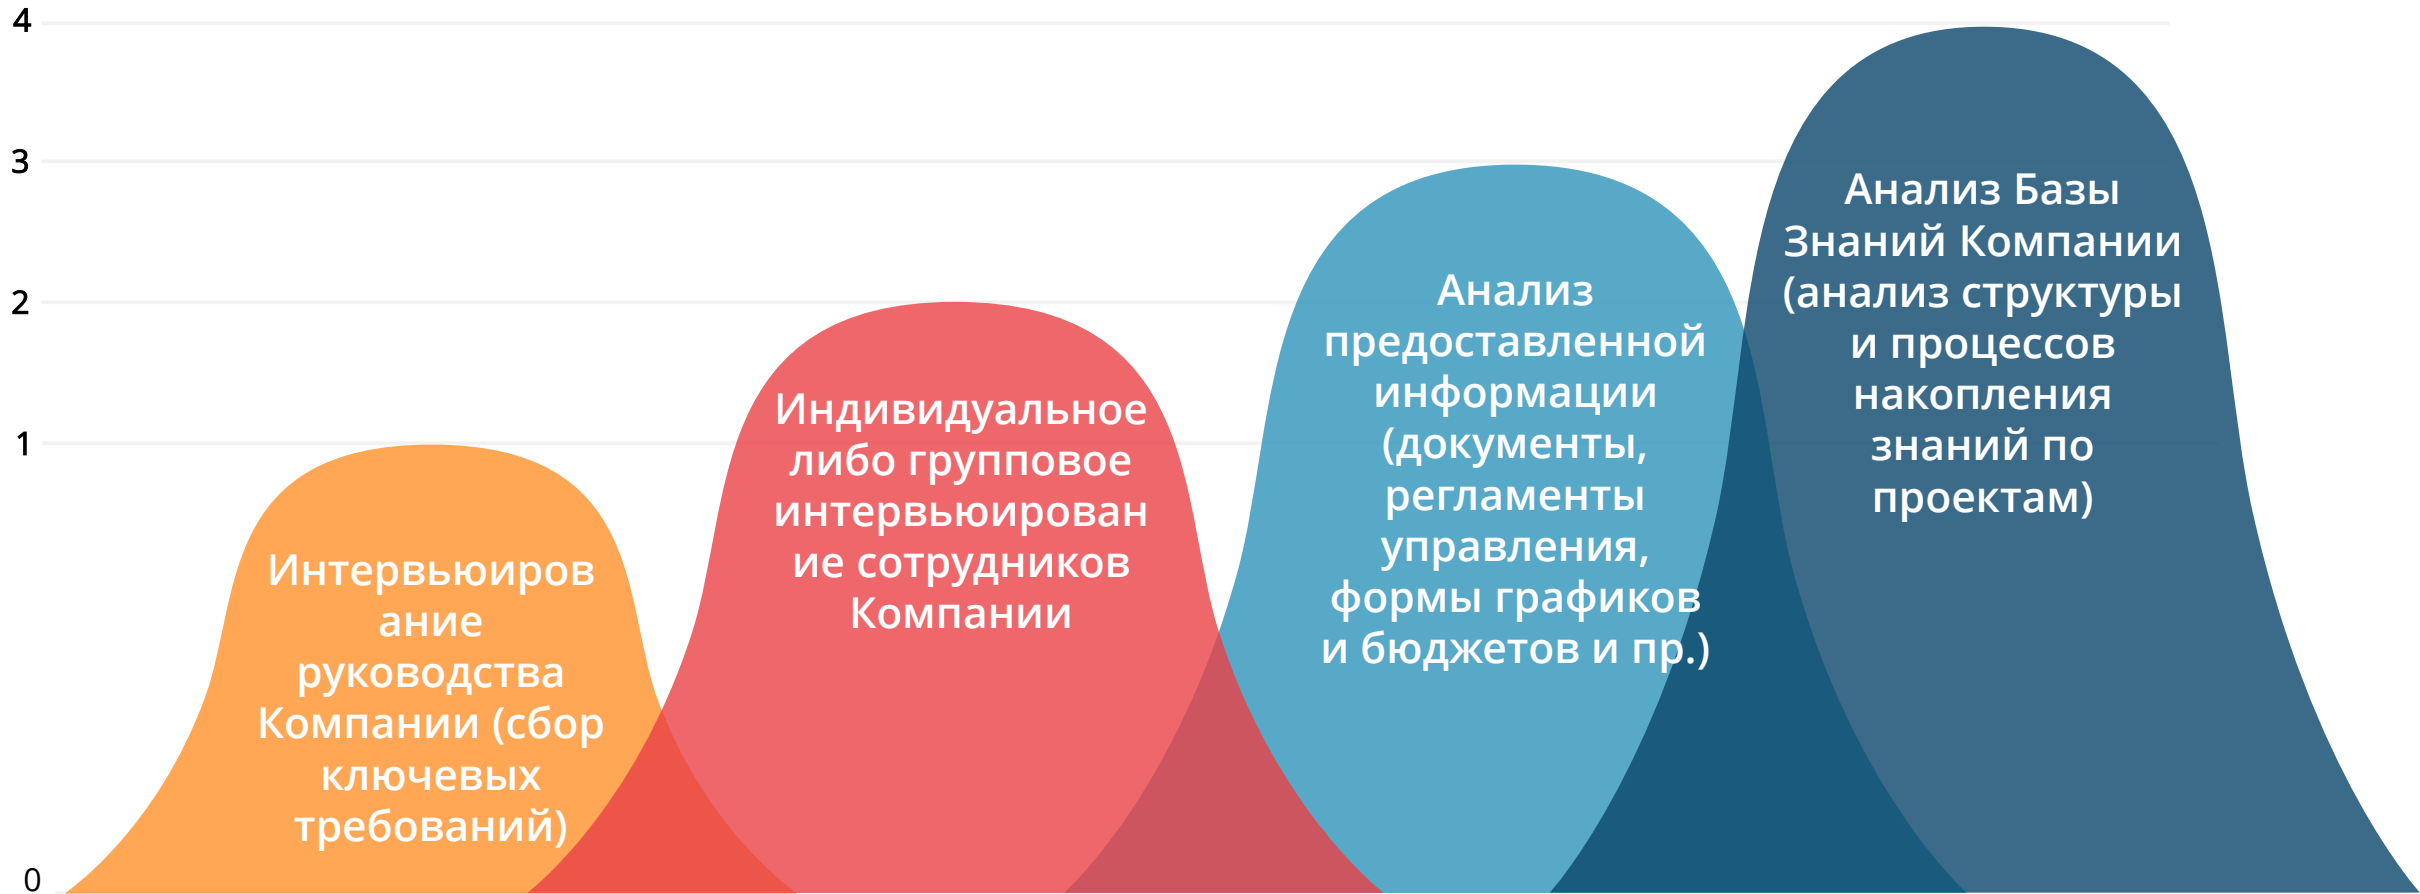 4
3
2
1
0
Интервьюиров
ание
руководства
Компании (сбор
ключевых
требований)
Индивидуальное
либо групповое
интервьюирован
ие сотрудников
Компании
Анализ
предоставленной
информации
(документы,
регламенты
управления,
формы графиков
и бюджетов и пр.)
Анализ Базы
Знаний Компании
(анализ структуры
и процессов
накопления
знаний по
проектам)